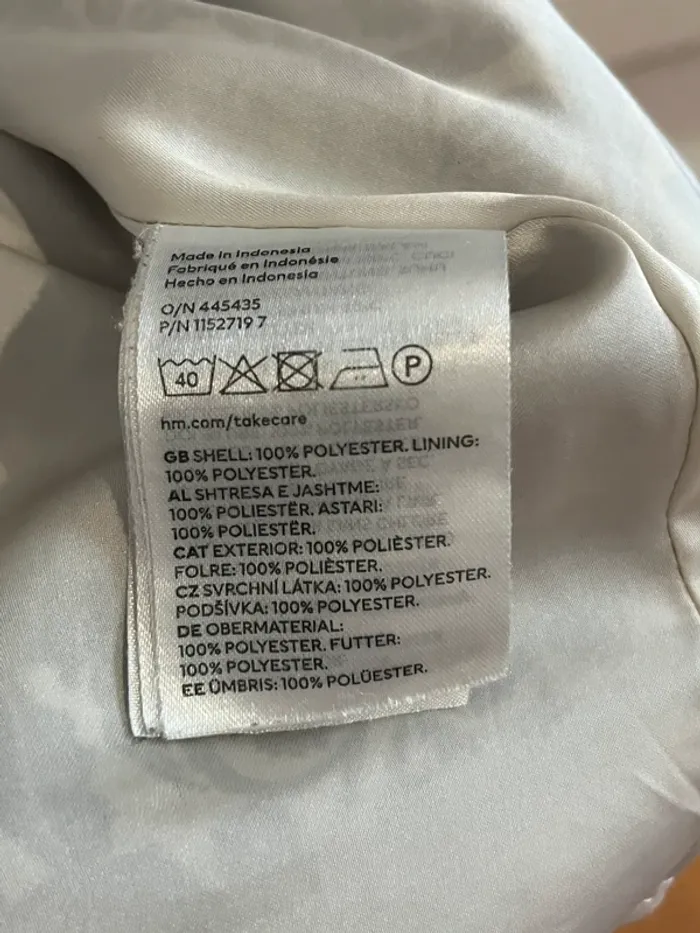 Made in Indonesia
Fabriqué en Indonésie
Hecho en Indonesia
O/N 445435
P/N 1152719 7
40 P
hm.com/takecare
GB SHELL: 100% POLYESTER. LINING:
100% POLYESTER.
AL SHTRESA E JASHTME:
100% POLIESTËR. ASTARI:
100% POLIESTËR.
CAT EXTERIOR: 100% POLIÈSTER.
FOLRE: 100% POLIÈSTER.
CZ SVRCHNÍ LÁTKA: 100% POLYESTER.
PODŠÍVKA: 100% POLYESTER.
DE OBERMATERIAL:
100% POLYESTER. FUTTER:
100% POLYESTER.
EE ÜMBRIS: 100% POLÜESTER.